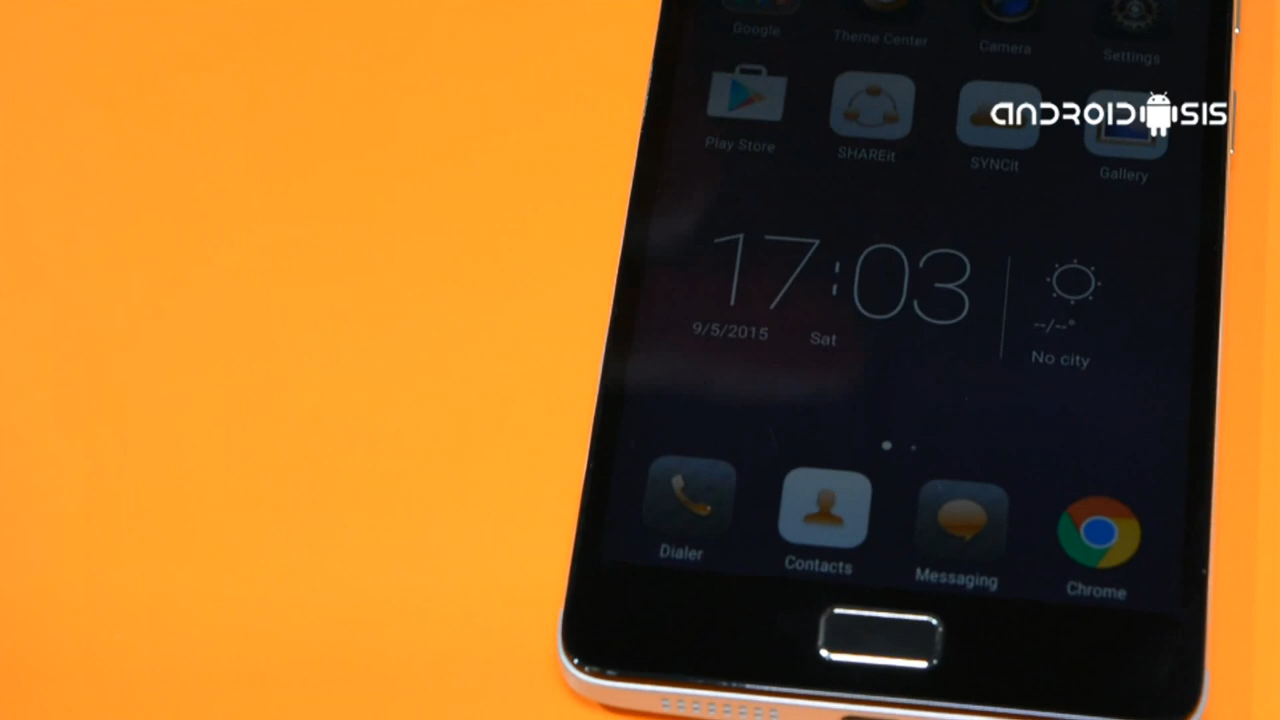 Google Theme Center Camera Settings
ANDROIDSIS
Play Store SHAREit SYNCit Gallery
17:03
9/5/2015 Sat
--/--°
No city
Dialer Contacts Messaging Chrome